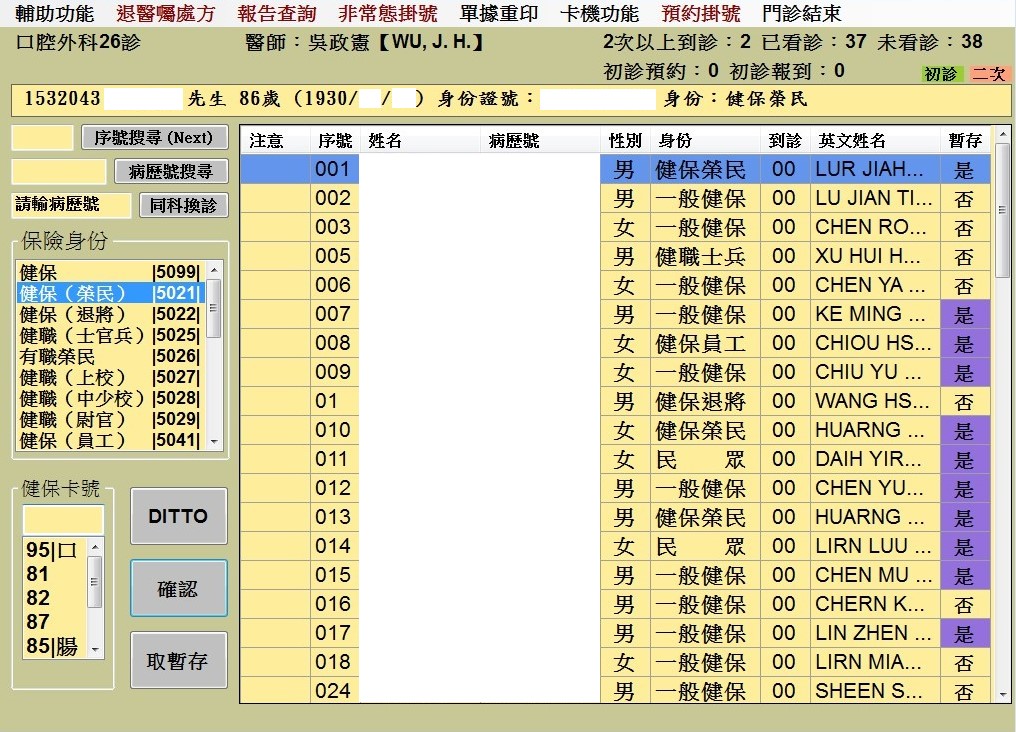 輔助功能 退醫囑處方 報告查詢 非常態掛號 單據重印 卡機功能 預約掛號 門診結束
口腔外科26診 醫師：吳政憲【WU, J. H.】 2次以上到診：2 已看診：37 未看診：38
初診預約：0 初診報到：0 初診 二次
1532043 先生 86歲 (1930/ / ) 身份證號： 身份：健保榮民
序號搜尋 (Next)
病歷號搜尋
請輸病歷號 同科換診
保險身份
健保 |5099|
健保（榮民） |5021|
健保（退將） |5022|
健職（士官兵） |5025|
有職榮民 |5026|
健職（上校） |5027|
健職（中少校） |5028|
健職（尉官） |5029|
健保（員工） |5041|
健保卡號
95|口
81
82
87
85|腸
DITTO
確認
取暫存
注意 序號 姓名 病歷號 性別 身份 到診 英文姓名 暫存
001 男 健保榮民 00 LUR JIAH... 是
002 男 一般健保 00 LU JIAN TI... 否
003 女 一般健保 00 CHEN RO... 否
005 男 健職士兵 00 XU HUI H... 否
006 女 一般健保 00 CHEN YA ... 否
007 男 一般健保 00 KE MING ... 是
008 女 健保員工 00 CHIOU HS... 是
009 女 一般健保 00 CHIU YU ... 是
01 男 健保退將 00 WANG HS... 否
010 女 健保榮民 00 HUARNG ... 是
011 女 民 眾 00 DAIH YIR... 是
012 男 一般健保 00 CHEN YU... 是
013 男 健保榮民 00 HUARNG ... 是
014 女 民 眾 00 LIRN LUU ... 是
015 男 一般健保 00 CHEN MU ... 是
016 男 一般健保 00 CHERN K... 否
017 男 一般健保 00 LIN ZHEN ... 是
018 女 一般健保 00 LIRN MIA... 否
024 男 一般健保 00 SHEEN S... 否